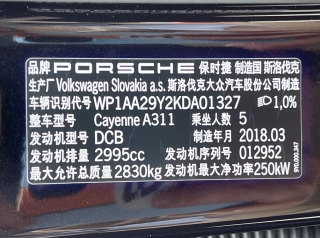 品牌 PORSCHE 保时捷 制造国 斯洛伐克
生产厂 Volkswagen Slovakia a.s. 斯洛伐克大众汽车股份公司制造
车辆识别代号 WP1AA29Y2KDA01327 1,0%
整车型号 Cayenne A311 乘坐人数 5
发动机型号 DCB 制造年月 2018.03
发动机排量 2995cc 发动机序列号 012952
最大允许总质量 2830kg 发动机最大净功率 250kW
9Y0.000.347